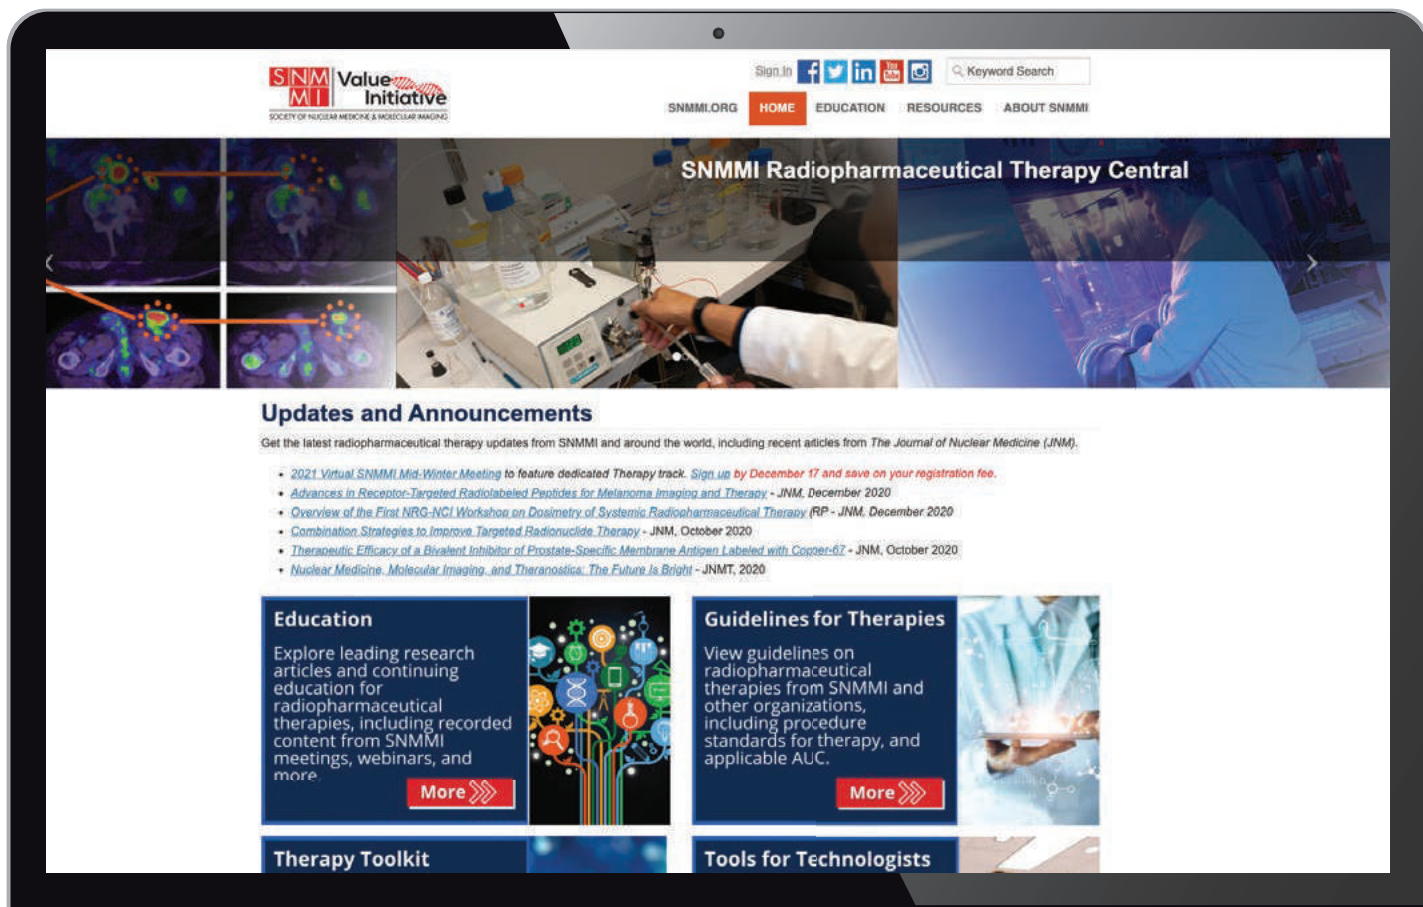 SNM
MI
Value
Initiative
SOCIETY OF NUCLEAR MEDICINE & MOLECULAR IMAGING
Sign In
You
Tube
Keyword Search
SNMMI.ORG HOME EDUCATION RESOURCES ABOUT SNMMI
SNMMI Radiopharmaceutical Therapy Central
Updates and Announcements
Get the latest radiopharmaceutical therapy updates from SNMMI and around the world, including recent articles from The Journal of Nuclear Medicine (JNM).
• 2021 Virtual SNMMI Mid-Winter Meeting to feature dedicated Therapy track. Sign up by December 17 and save on your registration fee.
• Advances in Receptor-Targeted Radiolabeled Peptides for Melanoma Imaging and Therapy - JNM, December 2020
• Overview of the First NRG-NCI Workshop on Dosimetry of Systemic Radiopharmaceutical Therapy (RP - JNM, December 2020
• Combination Strategies to Improve Targeted Radionuclide Therapy - JNM, October 2020
• Therapeutic Efficacy of a Bivalent Inhibitor of Prostate-Specific Membrane Antigen Labeled with Copper-67 - JNM, October 2020
• Nuclear Medicine, Molecular Imaging, and Theranostics: The Future Is Bright - JNMT, 2020
Education
Explore leading research
articles and continuing
education for
radiopharmaceutical
therapies, including recorded
content from SNMMI
meetings, webinars, and
more.
More
Guidelines for Therapies
View guidelines on
radiopharmaceutical
therapies from SNMMI and
other organizations,
including procedure
standards for therapy, and
applicable AUC.
More
Therapy Toolkit
Tools for Technologists